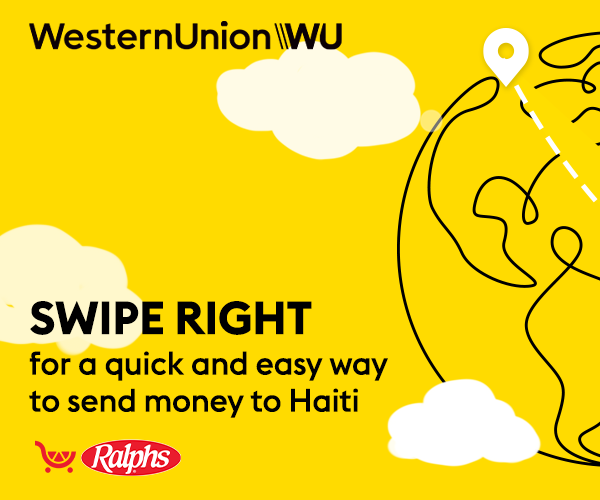 WesternUnion WU
SWIPE RIGHT
for a quick and easy way
to send money to Haiti
Ralphs